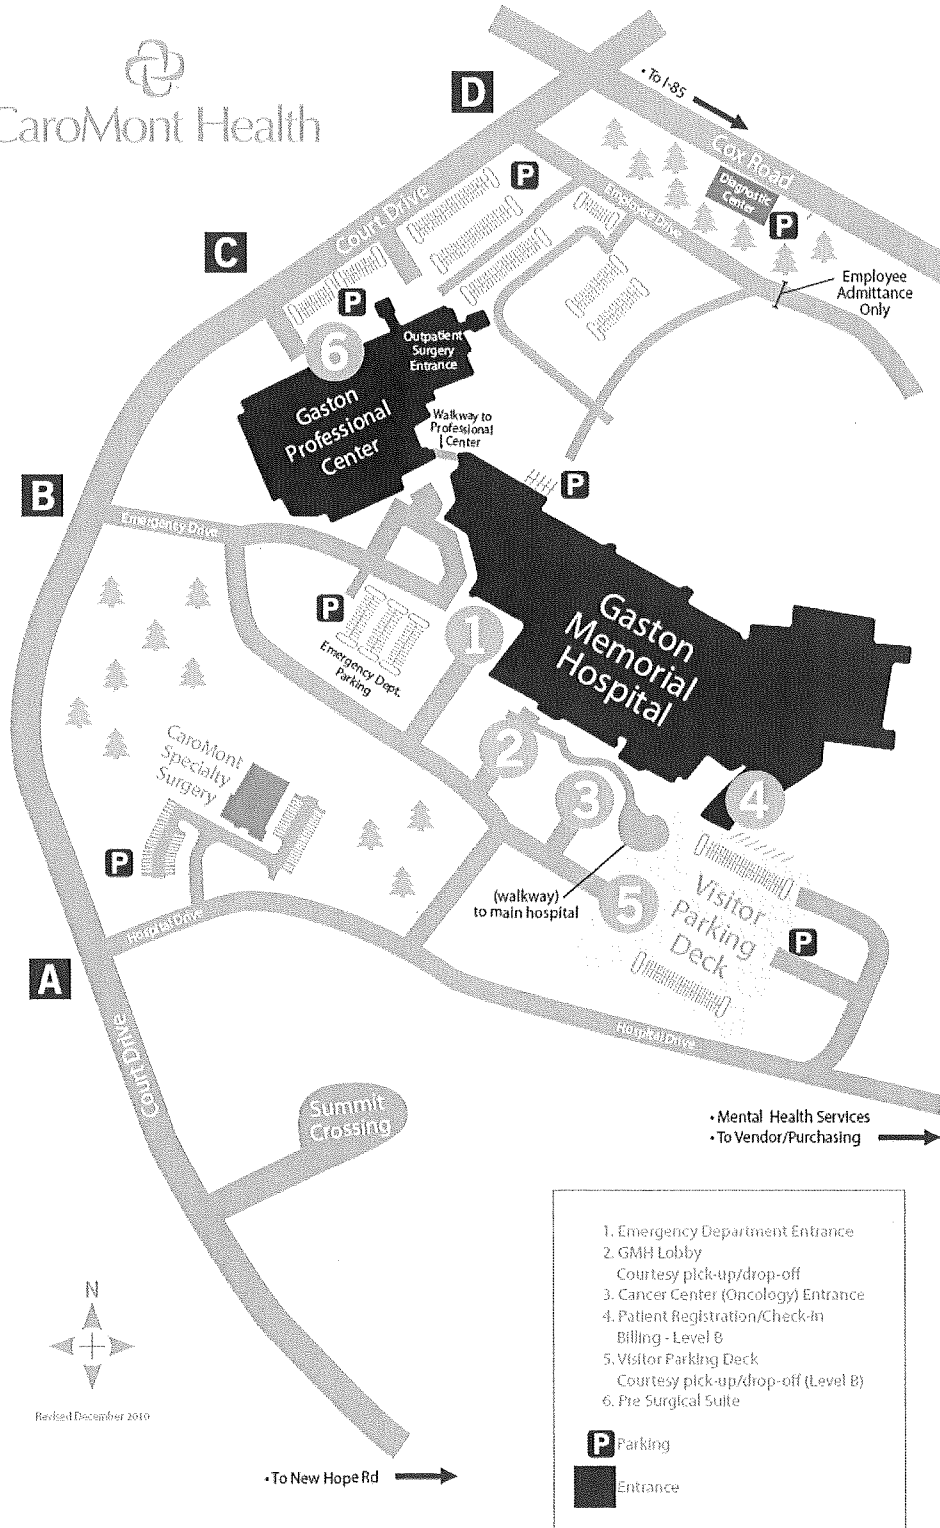 CaroMont Health
D
• To I-85
Cox Road
Diagnostic
Center
P
P
Employee Drive
Court Drive
C
Employee
Admittance
Only
P
6
Outpatient
Surgery
Entrance
Gaston
Professional
Center
Walkway to
Professional
Center
P
B
Emergency Drive
P
Emergency Dept.
Parking
1
Gaston
Memorial
Hospital
2
3
4
CaroMont
Specialty
Surgery
P
(walkway)
to main hospital
5
Visitor
Parking
Deck
P
Hospital Drive
A
Hospital Drive
Court Drive
Summit
Crossing
• Mental Health Services
• To Vendor/Purchasing
1. Emergency Department Entrance
2. GMH Lobby
Courtesy pick-up/drop-off
3. Cancer Center (Oncology) Entrance
4. Patient Registration/Check-In
Billing - Level B
5. Visitor Parking Deck
Courtesy pick-up/drop-off (Level B)
6. Pre Surgical Suite
P Parking
Entrance
N
Revised December 2010
• To New Hope Rd